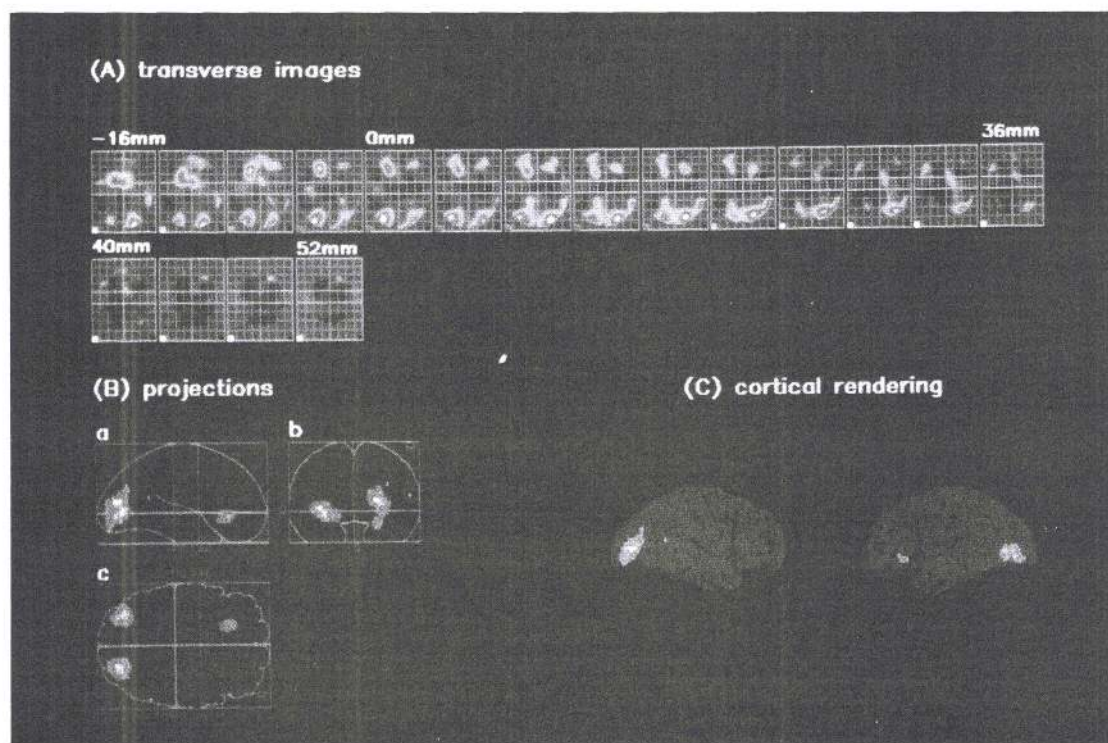 (A) transverse images
-16mm 0mm 36mm
40mm 52mm
(B) projections
(C) cortical rendering
a b
c